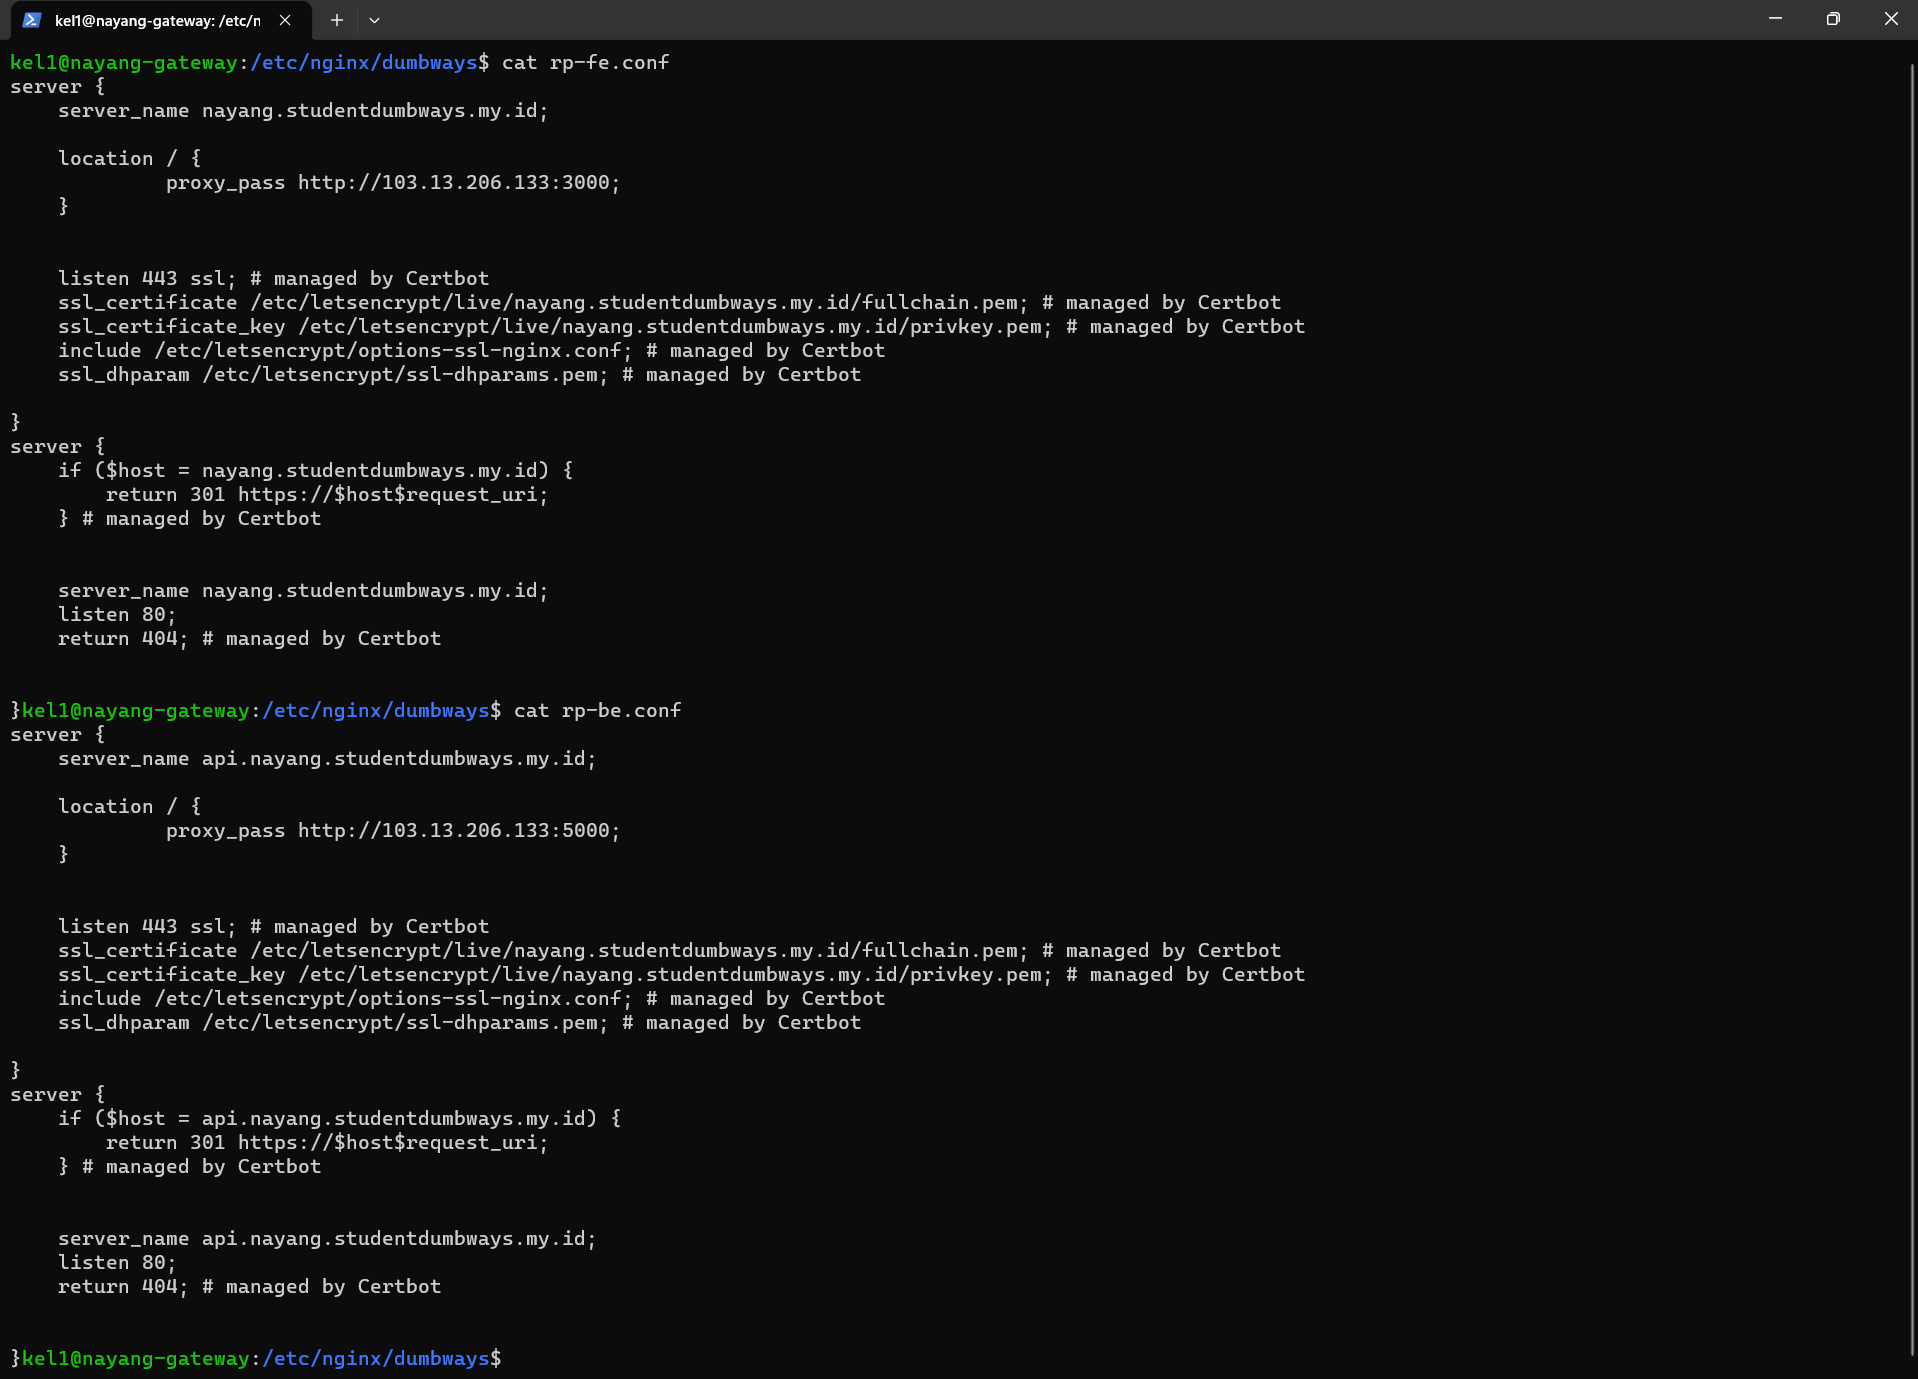 kel1@nayang-gateway: /etc/n
kel1@nayang-gateway:/etc/nginx/dumbways$ cat rp-fe.conf
server {
    server_name nayang.studentdumbways.my.id;

    location / {
             proxy_pass http://103.13.206.133:3000;
    }


    listen 443 ssl; # managed by Certbot
    ssl_certificate /etc/letsencrypt/live/nayang.studentdumbways.my.id/fullchain.pem; # managed by Certbot
    ssl_certificate_key /etc/letsencrypt/live/nayang.studentdumbways.my.id/privkey.pem; # managed by Certbot
    include /etc/letsencrypt/options-ssl-nginx.conf; # managed by Certbot
    ssl_dhparam /etc/letsencrypt/ssl-dhparams.pem; # managed by Certbot

}
server {
    if ($host = nayang.studentdumbways.my.id) {
        return 301 https://$host$request_uri;
    } # managed by Certbot


    server_name nayang.studentdumbways.my.id;
    listen 80;
    return 404; # managed by Certbot


}kel1@nayang-gateway:/etc/nginx/dumbways$ cat rp-be.conf
server {
    server_name api.nayang.studentdumbways.my.id;

    location / {
             proxy_pass http://103.13.206.133:5000;
    }


    listen 443 ssl; # managed by Certbot
    ssl_certificate /etc/letsencrypt/live/nayang.studentdumbways.my.id/fullchain.pem; # managed by Certbot
    ssl_certificate_key /etc/letsencrypt/live/nayang.studentdumbways.my.id/privkey.pem; # managed by Certbot
    include /etc/letsencrypt/options-ssl-nginx.conf; # managed by Certbot
    ssl_dhparam /etc/letsencrypt/ssl-dhparams.pem; # managed by Certbot

}
server {
    if ($host = api.nayang.studentdumbways.my.id) {
        return 301 https://$host$request_uri;
    } # managed by Certbot


    server_name api.nayang.studentdumbways.my.id;
    listen 80;
    return 404; # managed by Certbot


}kel1@nayang-gateway:/etc/nginx/dumbways$